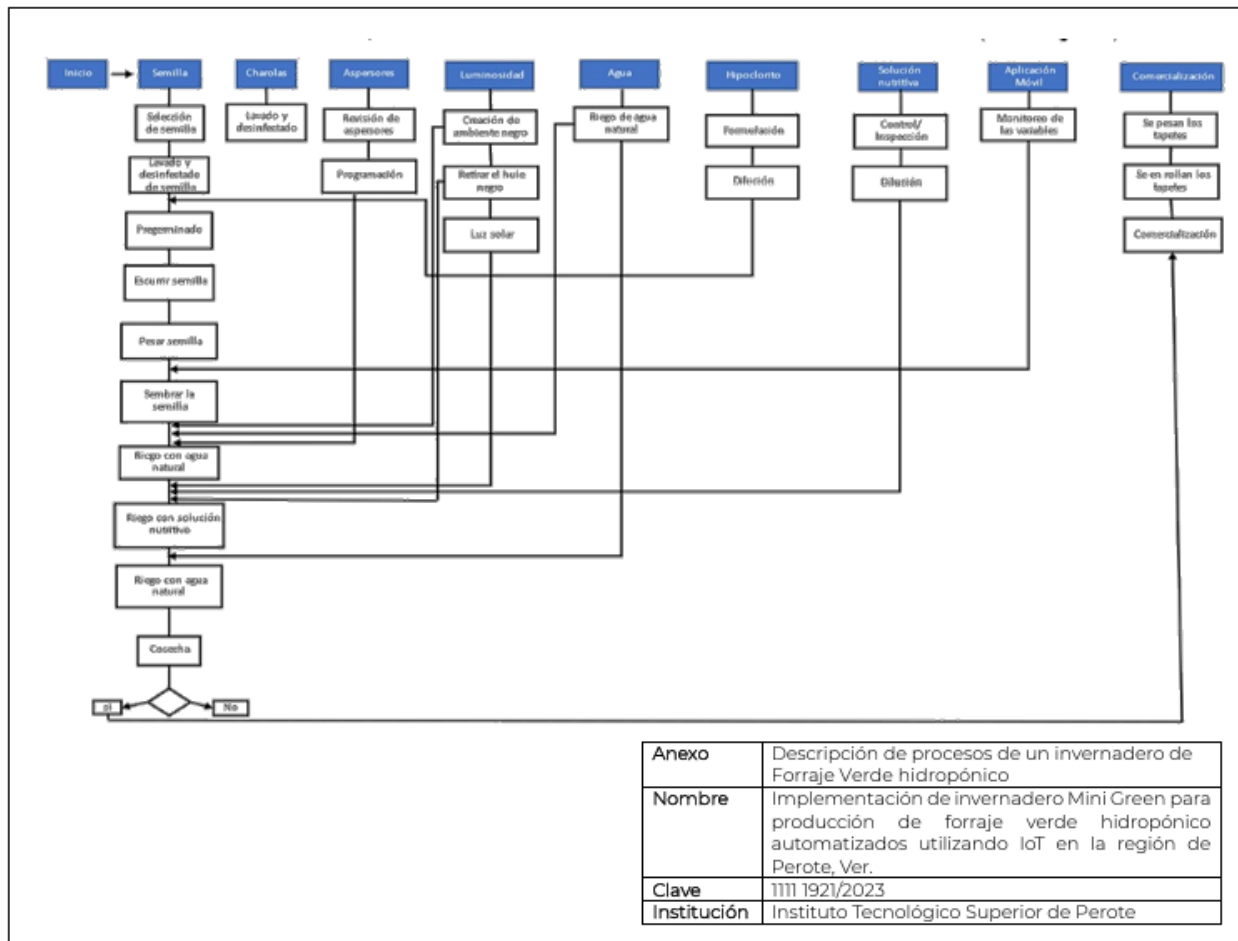 Inicio
Semilla
Charolas
Aspersores
Luminosidad
Agua
Hipoclorito
Solución
nutritiva
Aplicación
Móvil
Comercialización
Selección
de semilla
Lavado y
desinfectado
de semilla
Pregerminado
Escurrir semilla
Pesar semilla
Sembrar la
semilla
Riego con agua
natural
Riego con solución
nutritivo
Riego con agua
natural
Cosecha
si
No
Lavado y
desinfectado
Revisión de
aspersores
Programación
Creación de
ambiente negro
Retirar el hule
negro
Luz solar
Riego de agua
natural
Formulación
Dilución
Control/
Inspección
Dilución
Monitoreo de
las variables
Se pesan los
tapetes
Se en rollan los
tapetes
Comercialización
Anexo
Descripción de procesos de un invernadero de
Forraje Verde hidropónico
Nombre
Implementación de invernadero Mini Green para
producción de forraje verde hidropónico
automatizados utilizando IoT en la región de
Perote, Ver.
Clave
1111 1921/2023
Institución
Instituto Tecnológico Superior de Perote